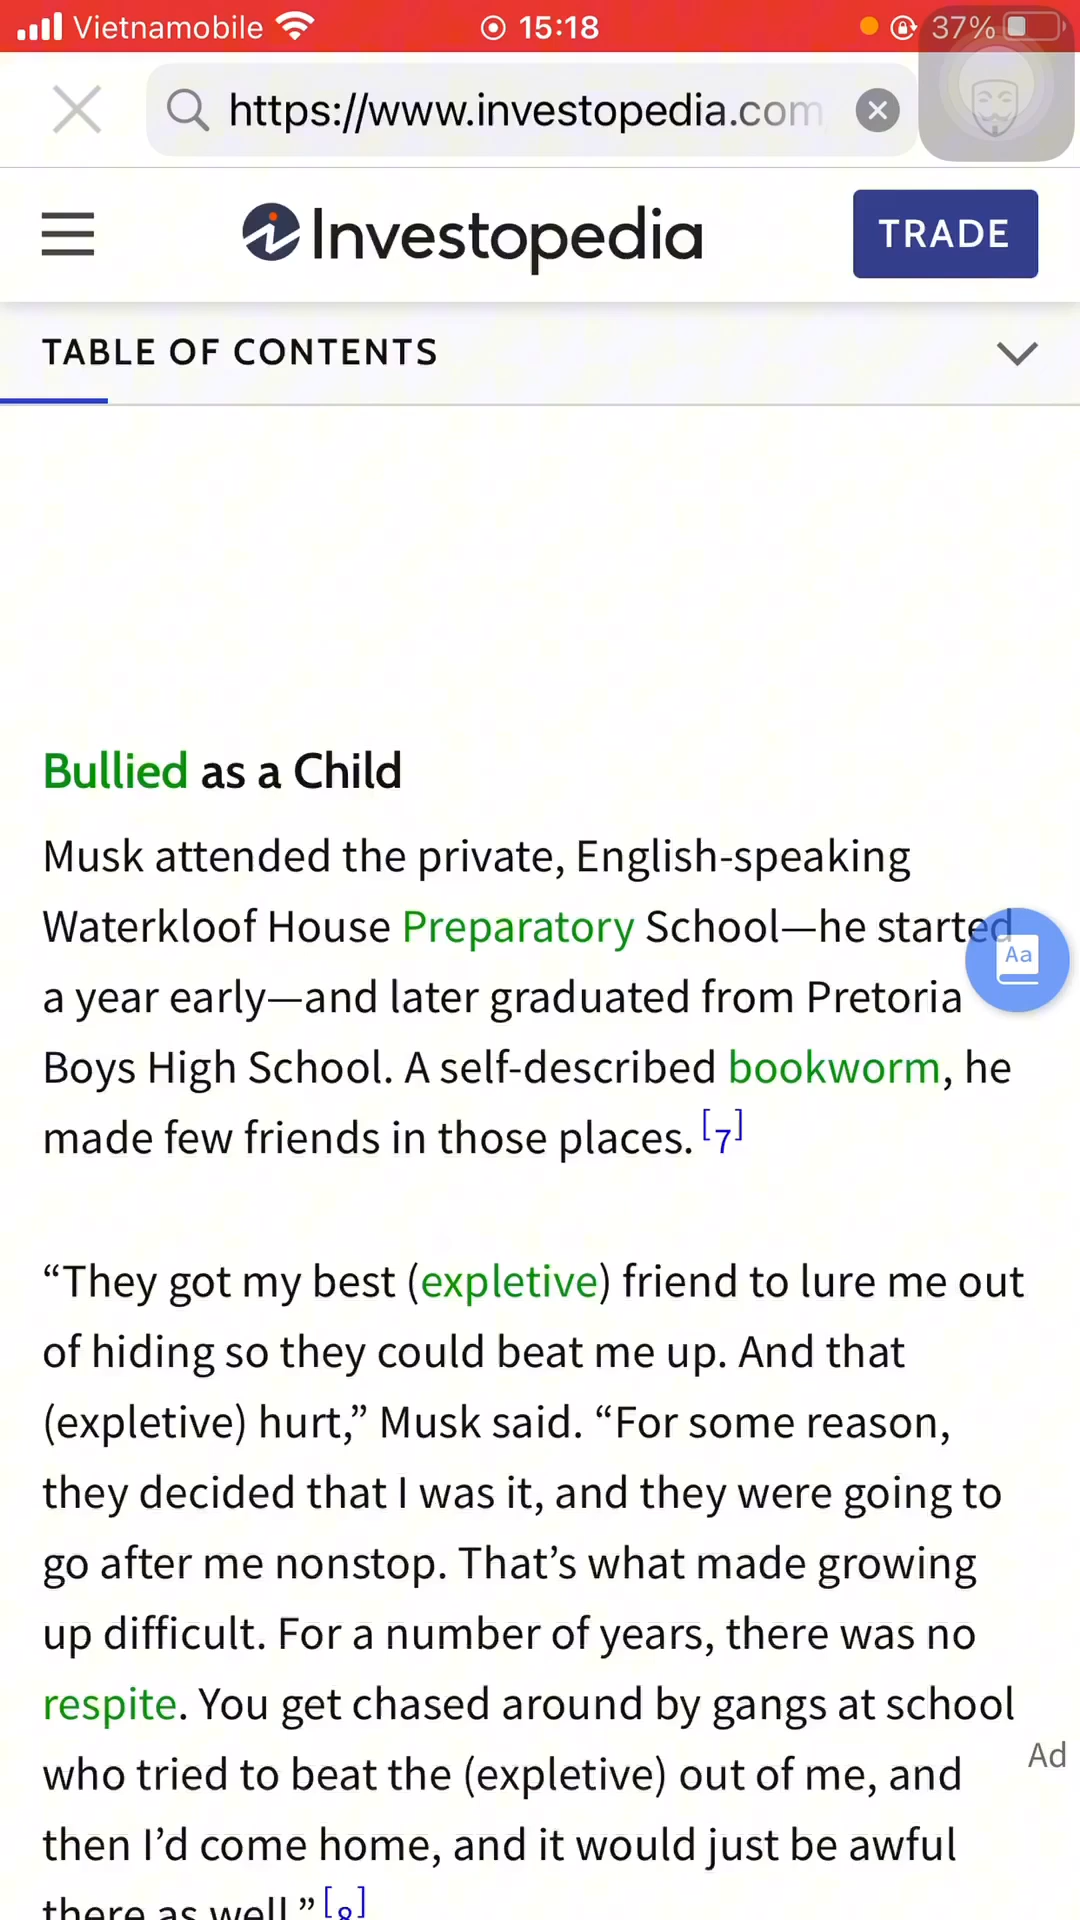 Vietnamobile 15:18 37%
https://www.investopedia.com
Investopedia TRADE
TABLE OF CONTENTS
Bullied as a Child
Musk attended the private, English-speaking
Waterkloof House Preparatory School—he started
Aa
a year early—and later graduated from Pretoria
Boys High School. A self-described bookworm, he
made few friends in those places. [7]
“They got my best (expletive) friend to lure me out
of hiding so they could beat me up. And that
(expletive) hurt,” Musk said. “For some reason,
they decided that I was it, and they were going to
go after me nonstop. That’s what made growing
up difficult. For a number of years, there was no
respite. You get chased around by gangs at school
Ad
who tried to beat the (expletive) out of me, and
then I’d come home, and it would just be awful
there as well.” [8]